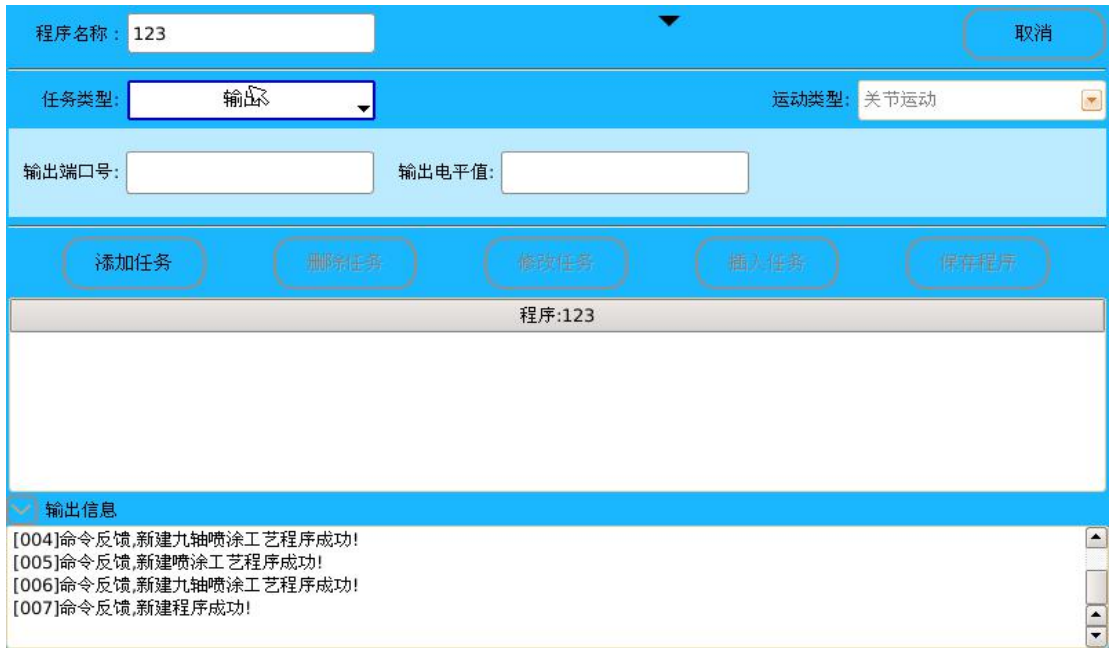 程序名称： 123 取消
任务类型: 输出 运动类型: 关节运动
输出端口号: 输出电平值:
添加任务 删除任务 修改任务 插入任务 保存程序
程序:123
输出信息
[004]命令反馈,新建九轴喷涂工艺程序成功!
[005]命令反馈,新建喷涂工艺程序成功!
[006]命令反馈,新建九轴喷涂工艺程序成功!
[007]命令反馈,新建程序成功!